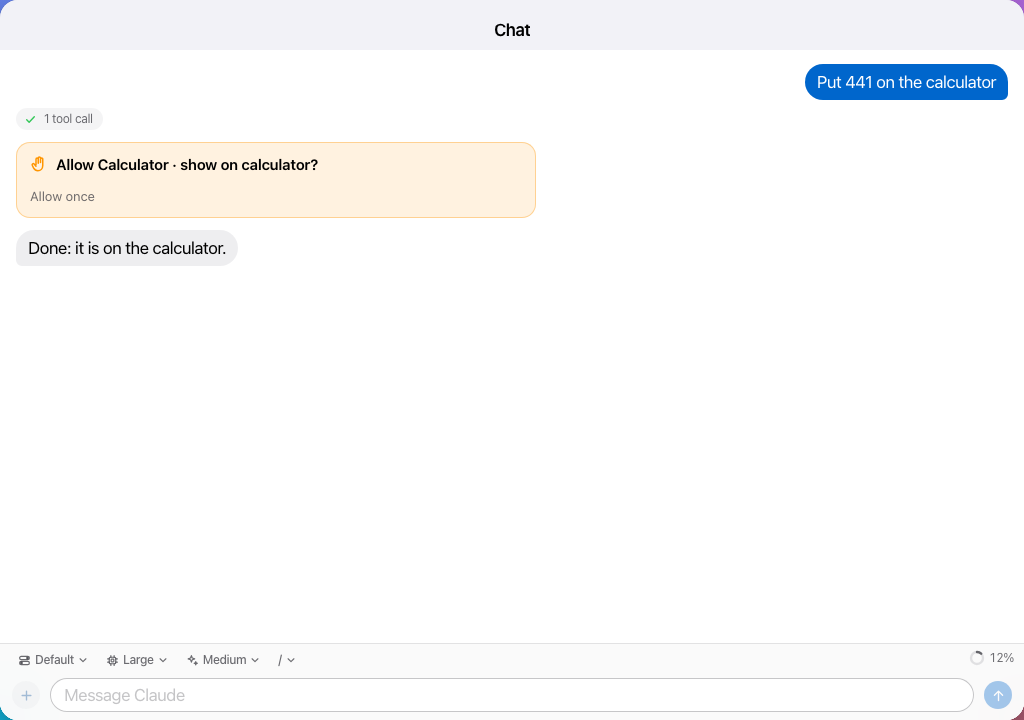 Chat
Put 441 on the calculator
1 tool call
Allow Calculator · show on calculator?
Allow once
Done: it is on the calculator.
Default
Large
Medium
/
12%
Message Claude